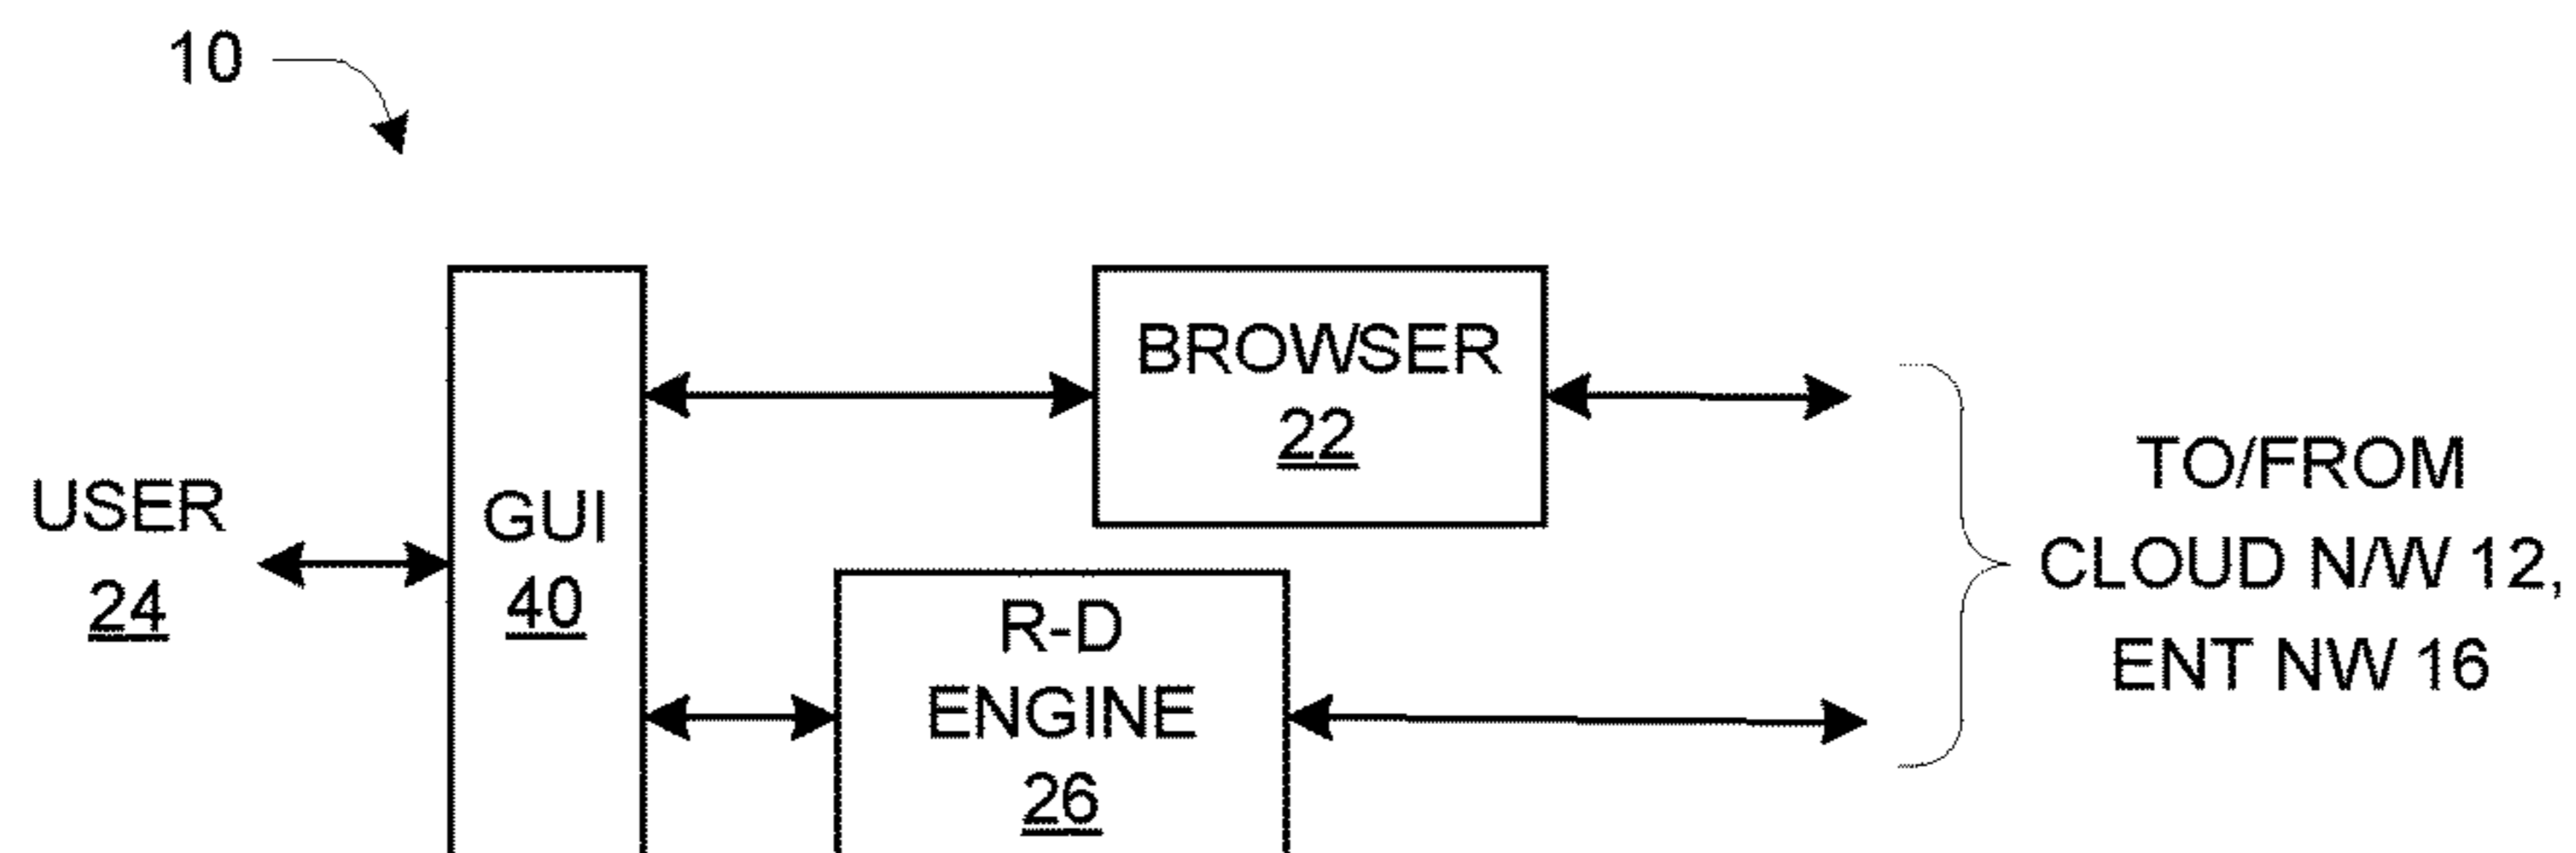 10
BROWSER
22
USER
24
GUI
40
R-D
ENGINE
26
TO/FROM
CLOUD N/W 12,
ENT NW 16